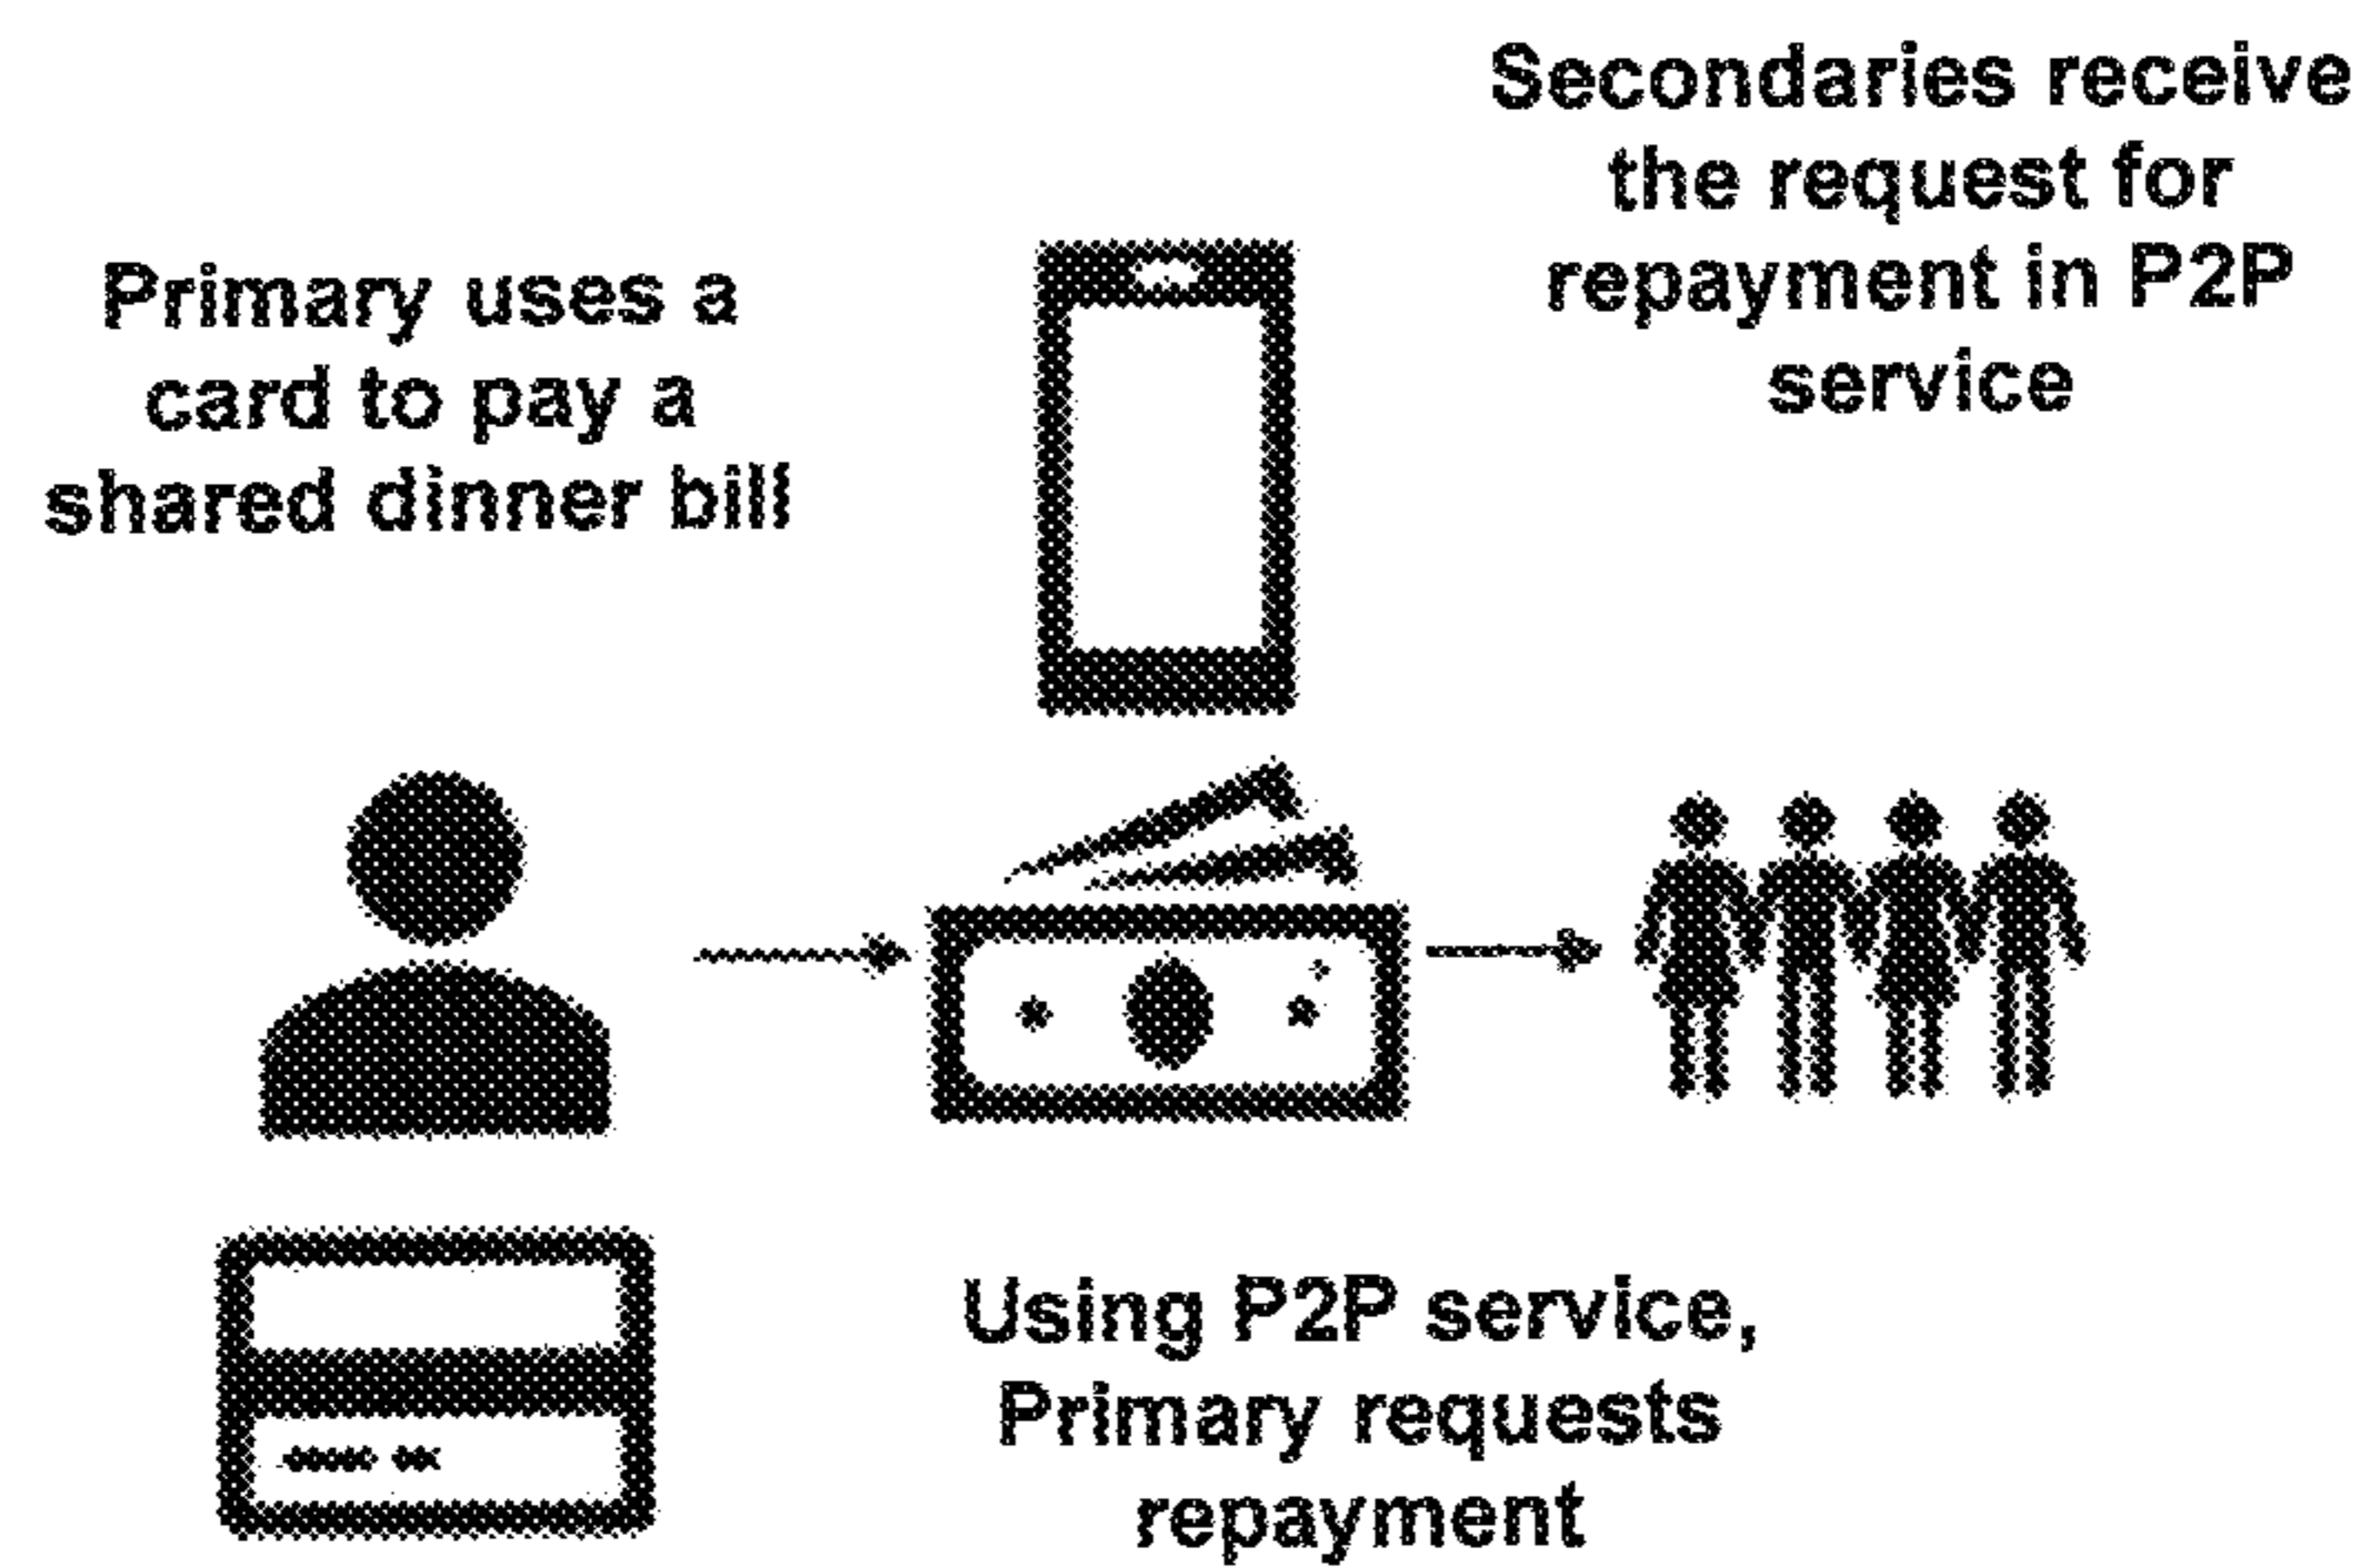 Primary uses a
card to pay a
shared dinner bill
Secondaries receive
the request for
repayment in P2P
service
Using P2P service,
Primary requests
repayment